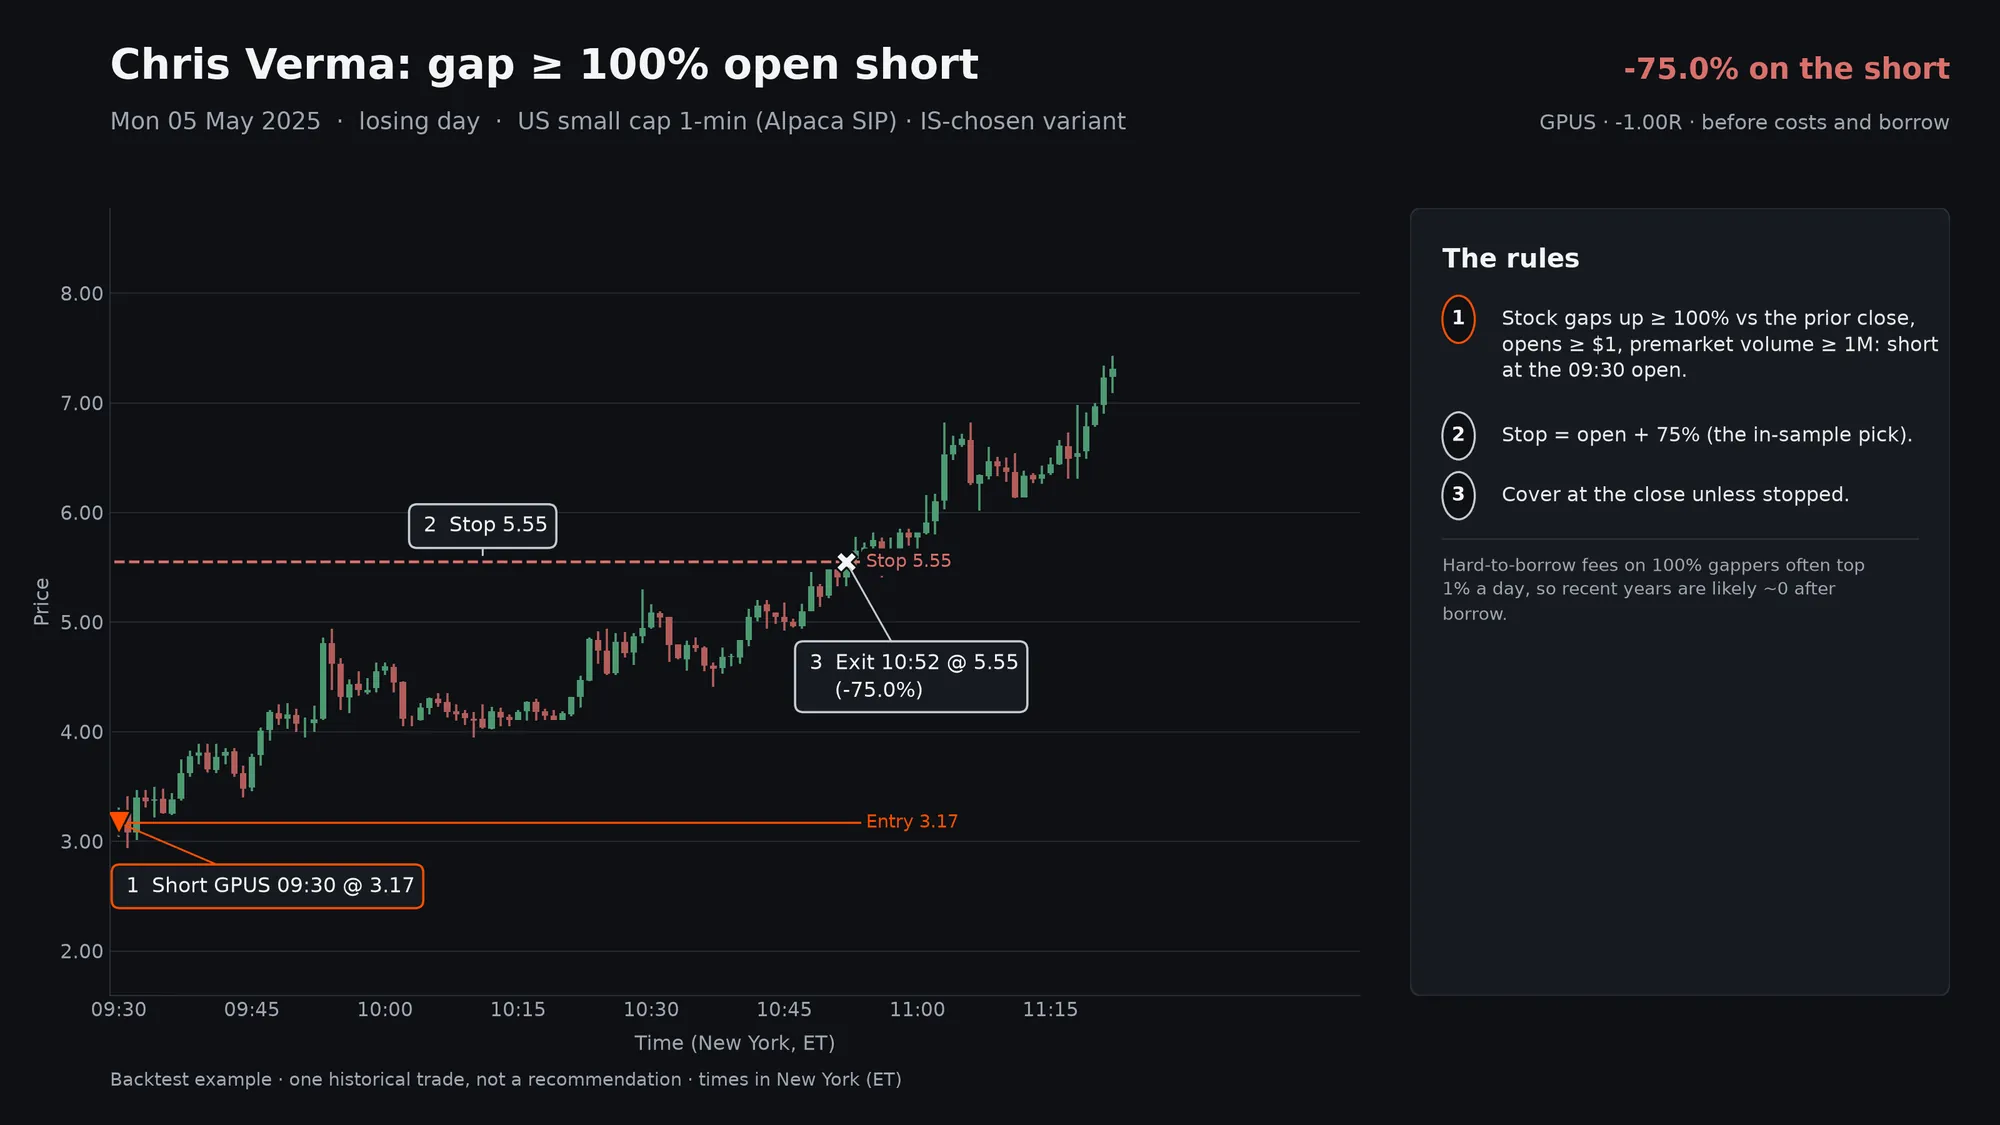 Chris Verma: gap ≥ 100% open short
-75.0% on the short
Mon 05 May 2025 · losing day · US small cap 1-min (Alpaca SIP) · IS-chosen variant
GPUS · -1.00R · before costs and borrow
Price
8.00
7.00
6.00
5.00
4.00
3.00
2.00
2 Stop 5.55
Stop 5.55
3 Exit 10:52 @ 5.55
(-75.0%)
Entry 3.17
1 Short GPUS 09:30 @ 3.17
09:30
09:45
10:00
10:15
10:30
10:45
11:00
11:15
Time (New York, ET)
The rules
1 Stock gaps up ≥ 100% vs the prior close,
opens ≥ $1, premarket volume ≥ 1M: short
at the 09:30 open.
2 Stop = open + 75% (the in-sample pick).
3 Cover at the close unless stopped.
Hard-to-borrow fees on 100% gappers often top
1% a day, so recent years are likely ~0 after
borrow.
Backtest example · one historical trade, not a recommendation · times in New York (ET)